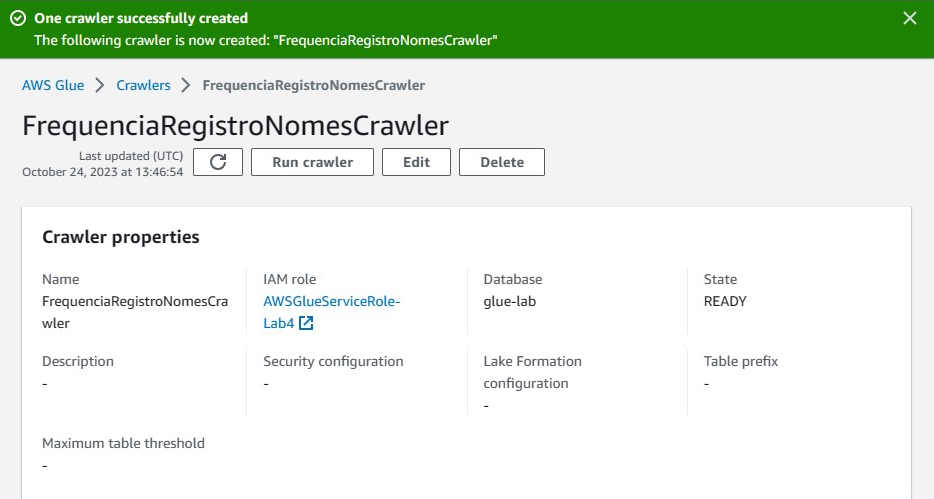 One crawler successfully created
The following crawler is now created: "FrequenciaRegistroNomesCrawler"
AWS Glue > Crawlers > FrequenciaRegistroNomesCrawler
FrequenciaRegistroNomesCrawler
Last updated (UTC)
October 24, 2023 at 13:46:54
Run crawler
Edit
Delete
Crawler properties
Name
FrequenciaRegistroNomesCra
wler
IAM role
AWSGlueServiceRole-
Lab4
Database
glue-lab
State
READY
Description
-
Security configuration
-
Lake Formation
configuration
-
Table prefix
-
Maximum table threshold
-